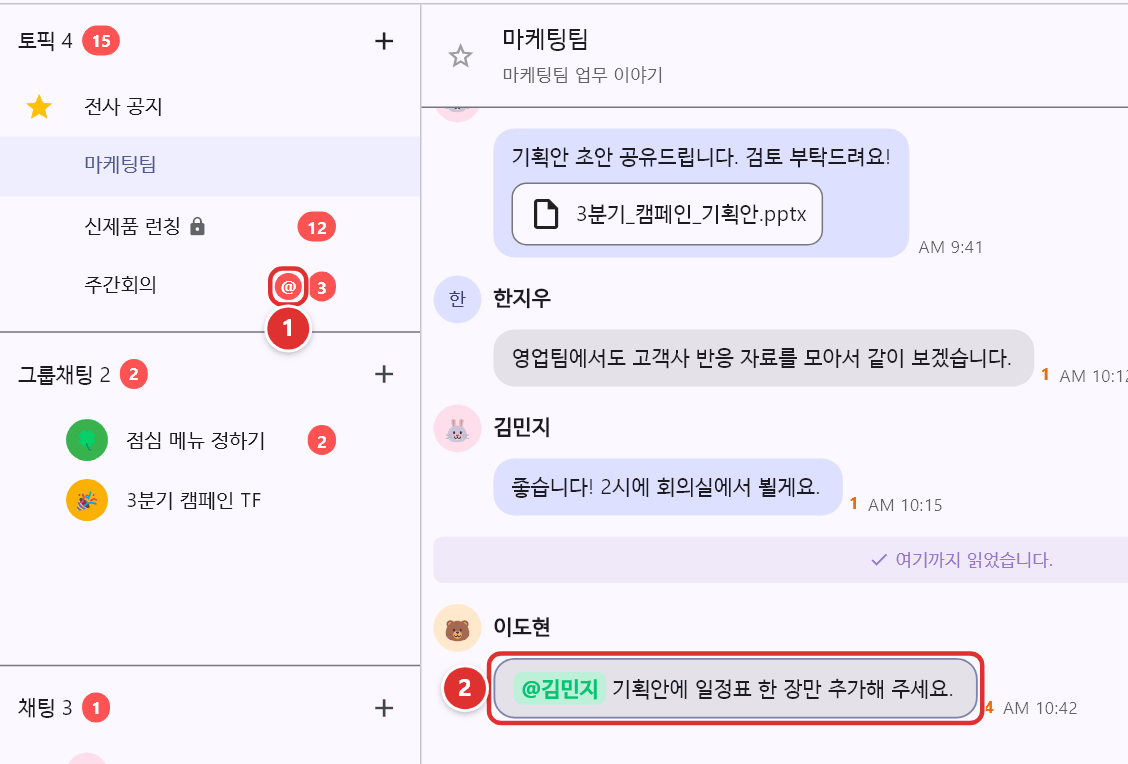 토픽 4 15
전사 공지
마케팅팀
신제품 런칭 12
주간회의 @ 3
1
그룹채팅 2 2
점심 메뉴 정하기 2
3분기 캠페인 TF
채팅 3 1
마케팅팀
마케팅팀 업무 이야기
기획안 초안 공유드립니다. 검토 부탁드려요!
3분기_캠페인_기획안.pptx
AM 9:41
한 한지우
영업팀에서도 고객사 반응 자료를 모아서 같이 보겠습니다.
1 AM 10:12
김민지
좋습니다! 2시에 회의실에서 뵐게요.
1 AM 10:15
여기까지 읽었습니다.
이도현
2 @김민지 기획안에 일정표 한 장만 추가해 주세요.
4 AM 10:42